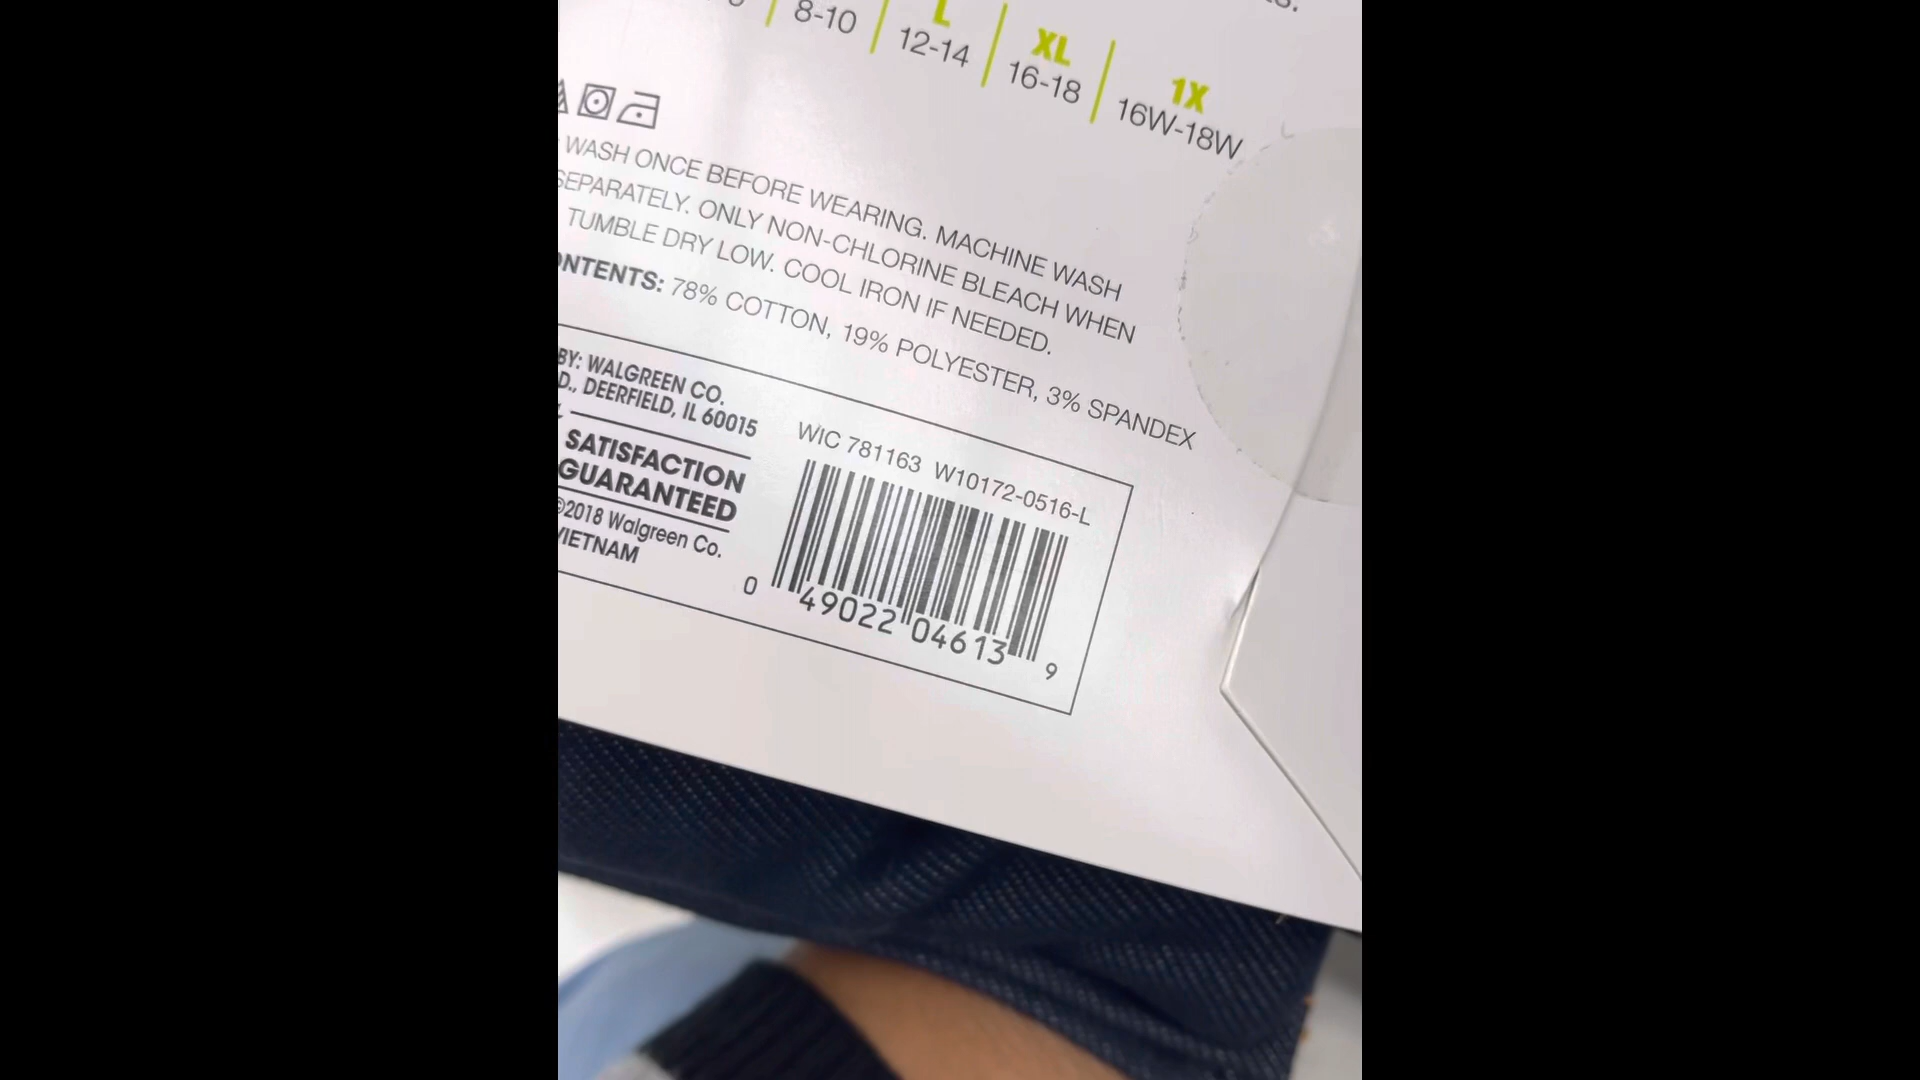 8-10
L
12-14
XL
16-18
1X
16W-18W
WASH ONCE BEFORE WEARING. MACHINE WASH
SEPARATELY. ONLY NON-CHLORINE BLEACH WHEN
TUMBLE DRY LOW. COOL IRON IF NEEDED.
ONTENTS: 78% COTTON, 19% POLYESTER, 3% SPANDEX
BY: WALGREEN CO.
D., DEERFIELD, IL 60015
SATISFACTION
GUARANTEED
©2018 Walgreen Co.
VIETNAM
WIC 781163 W10172-0516-L
0 49022 04613 9